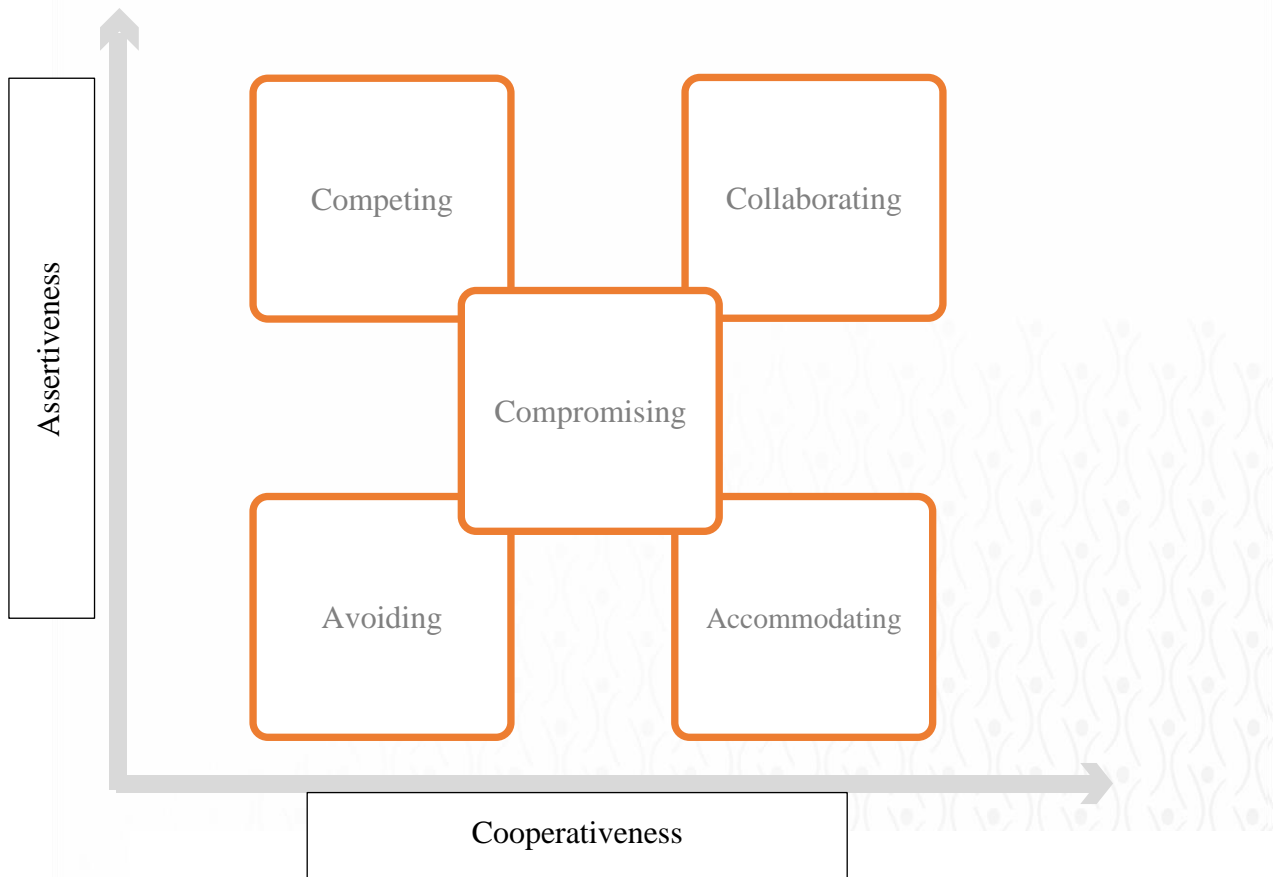 Competing
Collaborating
Assertiveness
Compromising
Avoiding
Accommodating
Cooperativeness